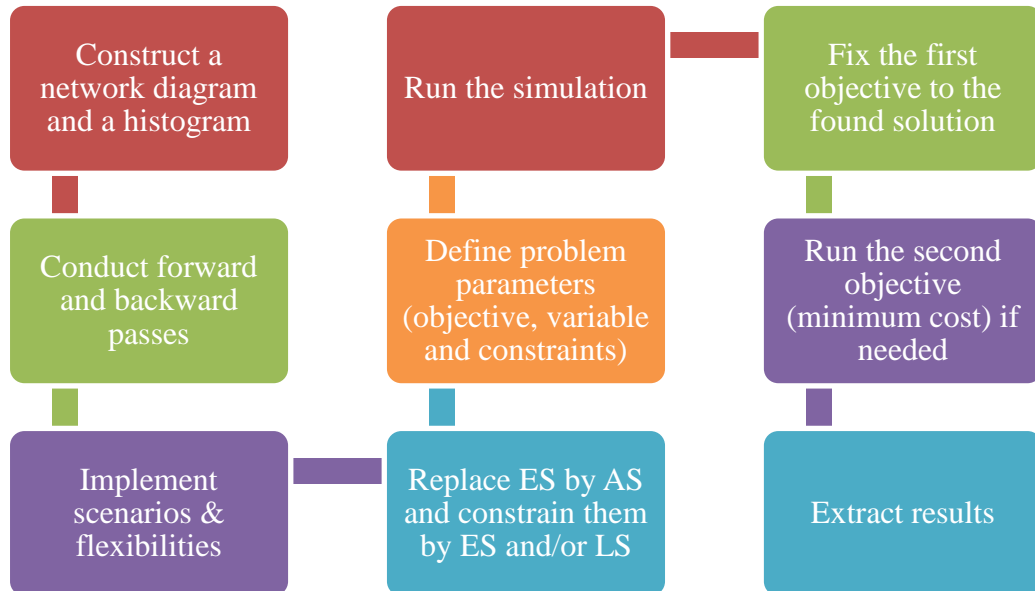 Construct a
network diagram
and a histogram
Conduct forward
and backward
passes
Implement
scenarios &
flexibilities
Replace ES by AS
and constrain them
by ES and/or LS
Define problem
parameters
(objective, variable
and constraints)
Run the simulation
Fix the first
objective to the
found solution
Run the second
objective
(minimum cost) if
needed
Extract results